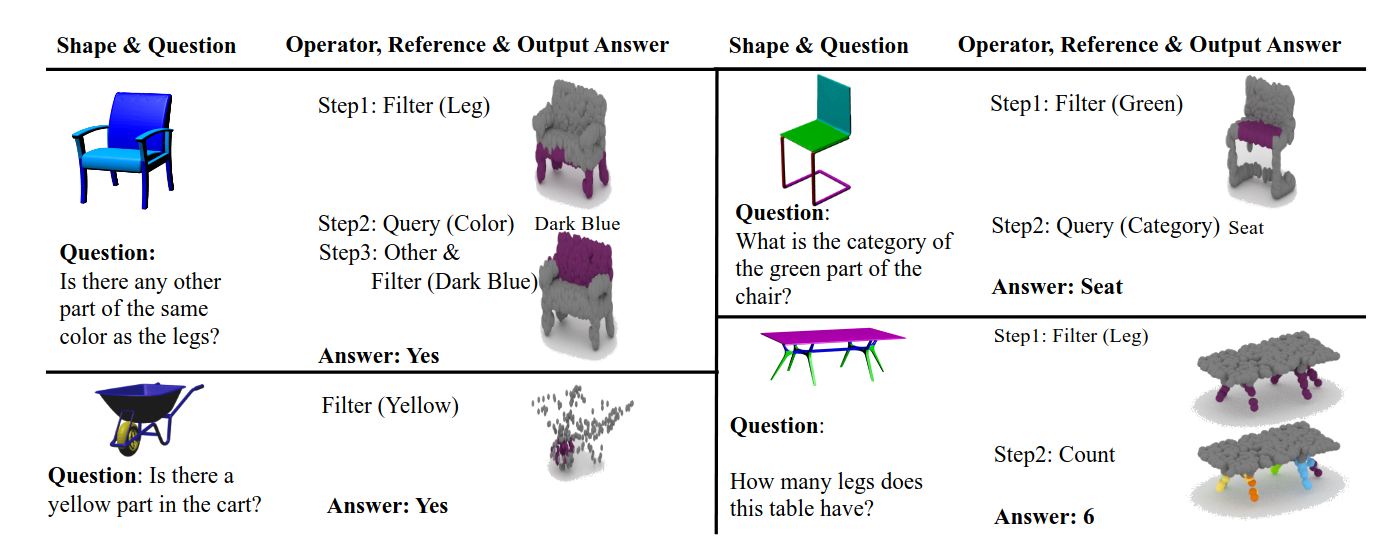 Shape & Question
Operator, Reference & Output Answer
Step1: Filter (Leg)
Step2: Query (Color)
Dark Blue
Step3: Other &
Filter (Dark Blue)
Question:
Is there any other
part of the same
color as the legs?
Answer: Yes
Filter (Yellow)
Question: Is there a
yellow part in the cart?
Answer: Yes
Shape & Question
Operator, Reference & Output Answer
Step1: Filter (Green)
Question:
What is the category of
the green part of the
chair?
Step2: Query (Category)
Seat
Answer: Seat
Step1: Filter (Leg)
Question:
How many legs does
this table have?
Step2: Count
Answer: 6